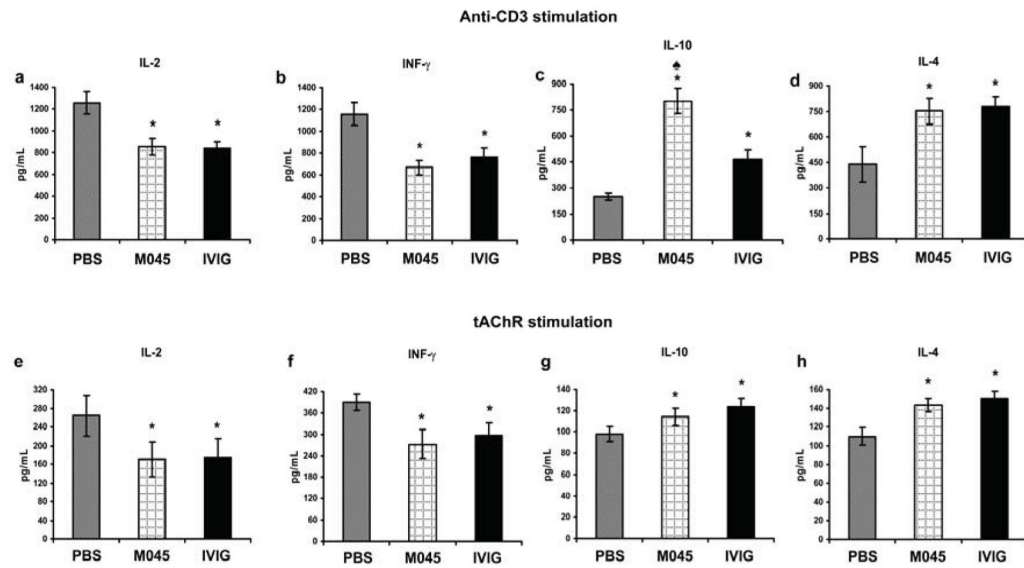 Anti-CD3 stimulation
a
IL-2
pg/mL
1400
1200
1000
800
600
400
200
0
*
*
PBS M045 IVIG
b
INF-γ
pg/mL
1400
1200
1000
800
600
400
200
0
*
*
PBS M045 IVIG
c
IL-10
pg/mL
900
750
600
450
300
150
0
♠
*
*
PBS M045 IVIG
d
IL-4
pg/mL
900
750
600
450
300
150
0
*
*
PBS M045 IVIG
tAChR stimulation
e
IL-2
pg/mL
320
280
240
200
160
120
80
40
0
*
*
PBS M045 IVIG
f
INF-γ
pg/mL
420
360
300
240
180
120
60
0
*
*
PBS M045 IVIG
g
IL-10
pg/mL
140
120
100
80
60
40
20
0
*
*
PBS M045 IVIG
h
IL-4
pg/mL
160
140
120
100
80
60
40
20
0
*
*
PBS M045 IVIG